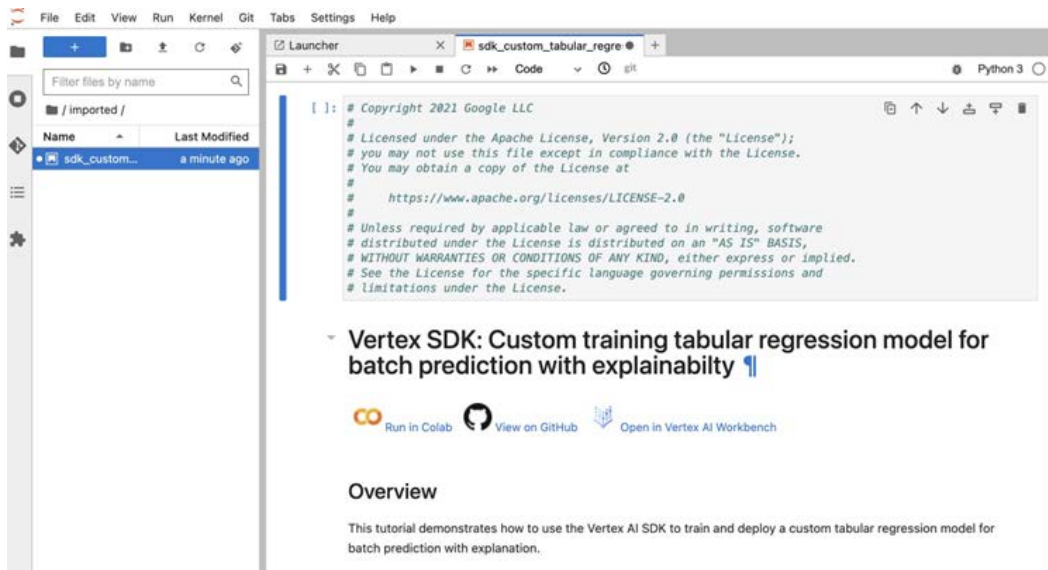 File Edit View Run Kernel Git Tabs Settings Help
Launcher
sdk_custom_tabular_regre
Code
git
Python 3
Filter files by name
/ imported /
Name Last Modified
sdk_custom... a minute ago
[ ]: # Copyright 2021 Google LLC
#
# Licensed under the Apache License, Version 2.0 (the "License");
# you may not use this file except in compliance with the License.
# You may obtain a copy of the License at
#
# https://www.apache.org/licenses/LICENSE-2.0
#
# Unless required by applicable law or agreed to in writing, software
# distributed under the License is distributed on an "AS IS" BASIS,
# WITHOUT WARRANTIES OR CONDITIONS OF ANY KIND, either express or implied.
# See the License for the specific language governing permissions and
# limitations under the License.
Vertex SDK: Custom training tabular regression model for
batch prediction with explainabilty ¶
Run in Colab View on GitHub Open in Vertex AI Workbench
Overview
This tutorial demonstrates how to use the Vertex AI SDK to train and deploy a custom tabular regression model for
batch prediction with explanation.